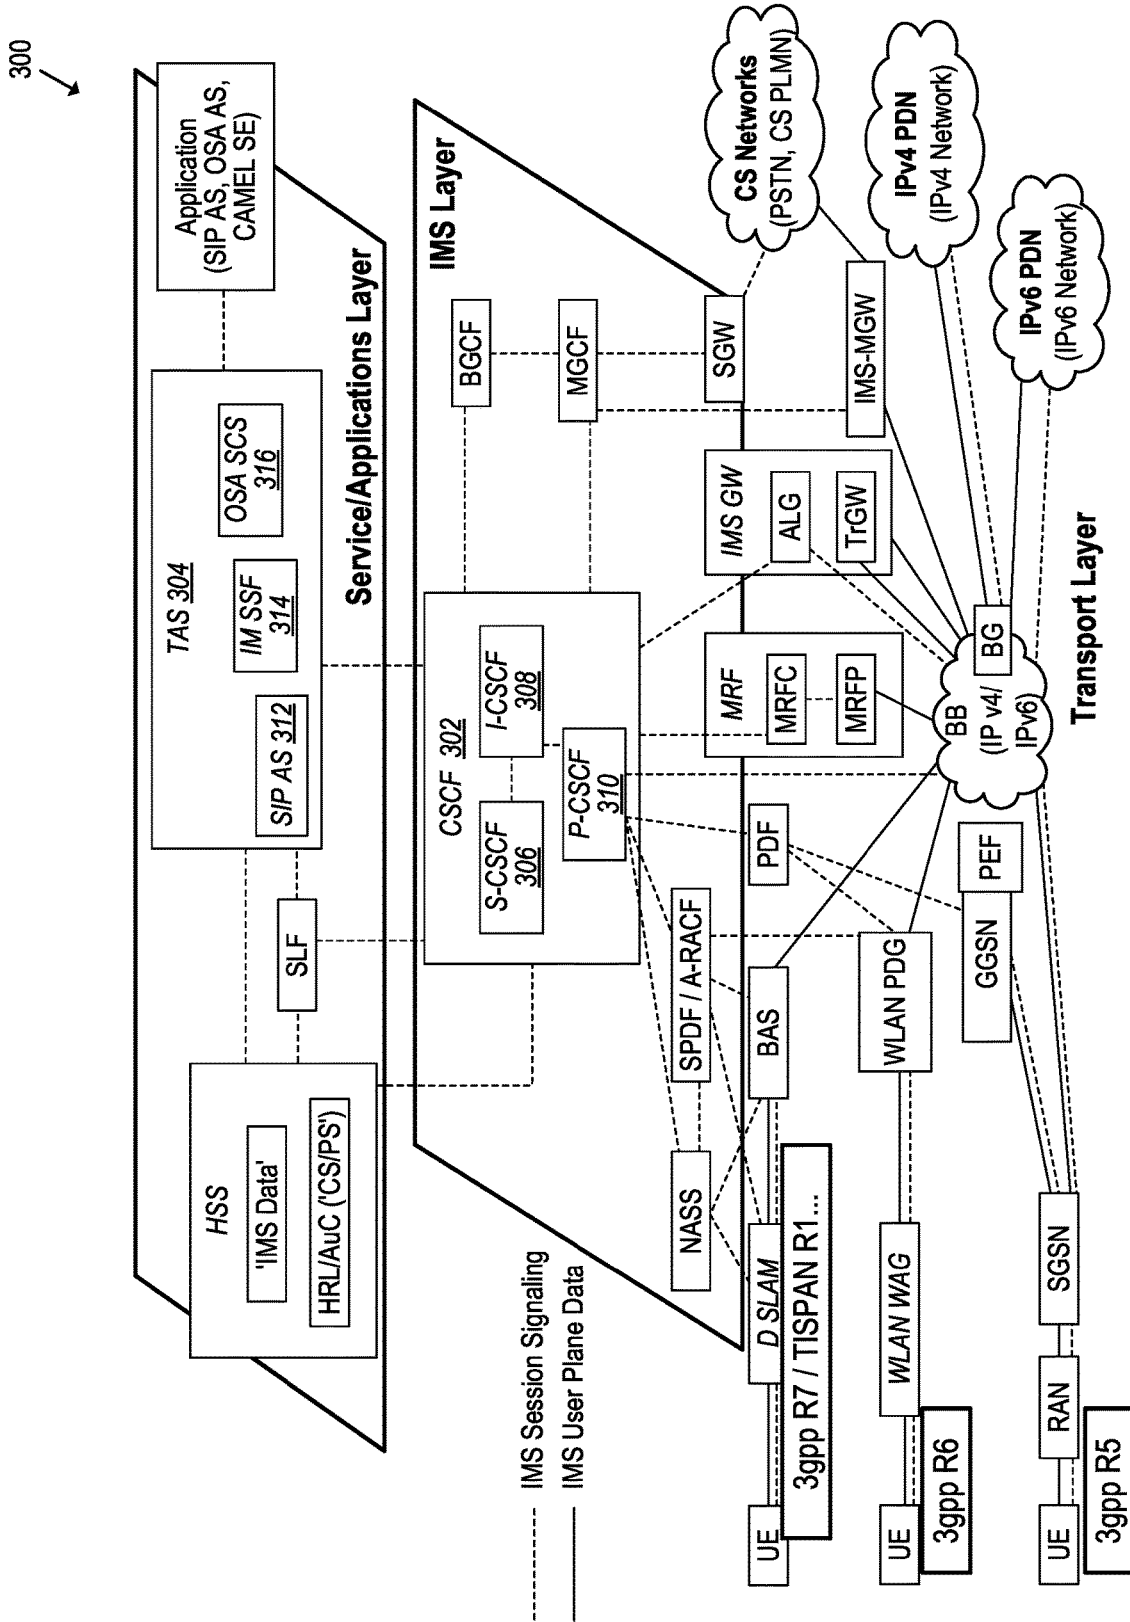 300
Application
(SIP AS, OSA AS,
CAMEL SE)
TAS 304
SIP AS 312
IM SSF
314
OSA SCS
316
SLF
HSS
'IMS Data'
HRL/AuC ('CS/PS')
Service/Applications Layer
IMS Layer
CSCF 302
S-CSCF
306
I-CSCF
308
P-CSCF
310
BGCF
MGCF
SGW
NASS
SPDF / A-RACF
PDF
MRF
MRFC
MRFP
IMS GW
ALG
TrGW
IMS-MGW
CS Networks
(PSTN, CS PLMN)
IPv4 PDN
(IPv4 Network)
IPv6 PDN
(IPv6 Network)
IMS Session Signaling
IMS User Plane Data
UE
D SLAM
BAS
3gpp R7 / TISPAN R1...
UE
WLAN WAG
WLAN PDG
3gpp R6
UE
RAN
SGSN
GGSN
PEF
3gpp R5
BB
(IP v4/
IPv6)
BG
Transport Layer